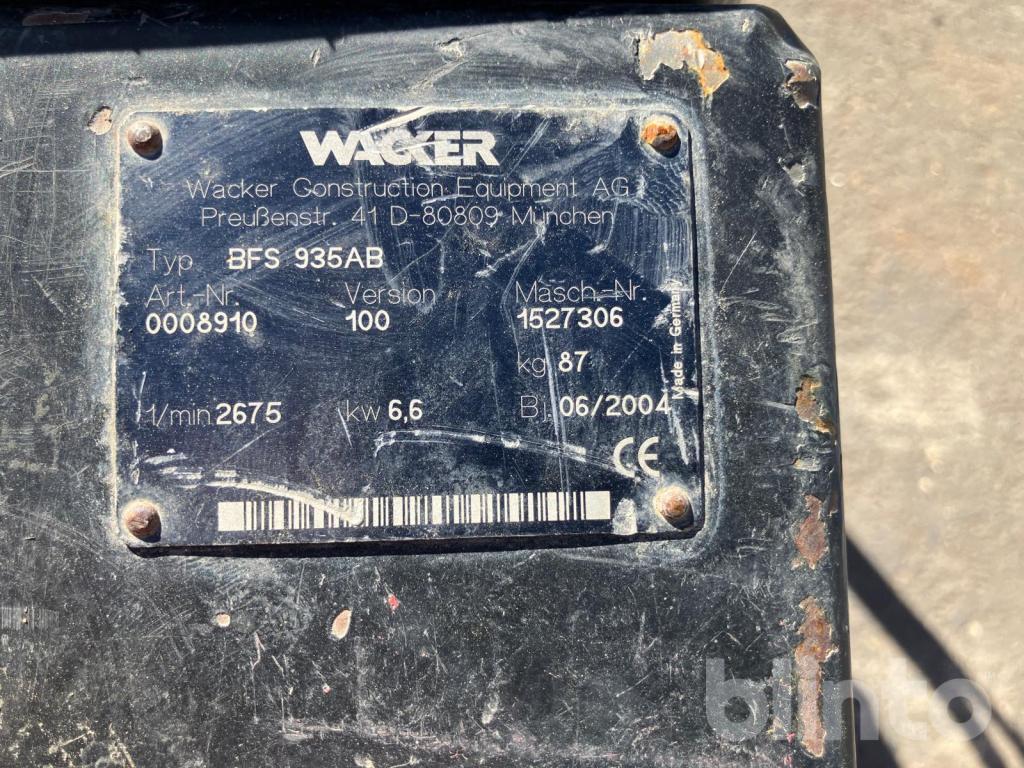 WACKER
Wacker Construction Equipment AG
Preußenstr. 41 D-80809 München
Typ BFS 935AB
Art.-Nr. Version Masch.-Nr.
0008910 100 1527306
kg 87
1/min 2675 kw 6,6 Bj. 06/2004
Made in Germany
CE
blinto